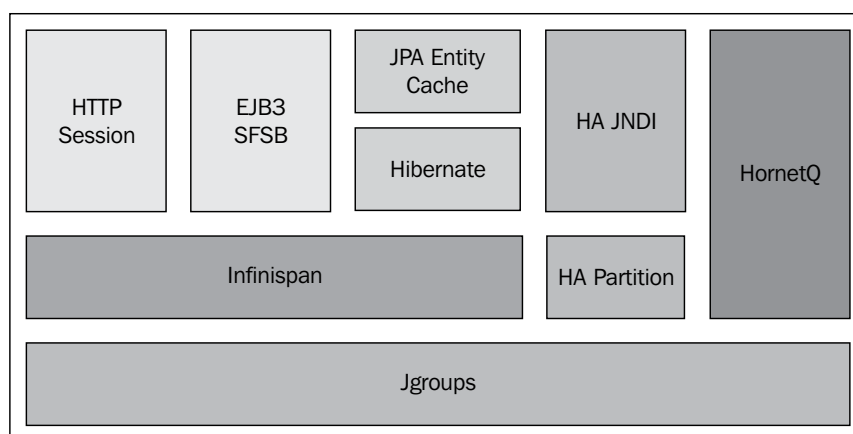 HTTP
Session
EJB3
SFSB
JPA Entity
Cache
Hibernate
HA JNDI
HornetQ
Infinispan
HA Partition
Jgroups